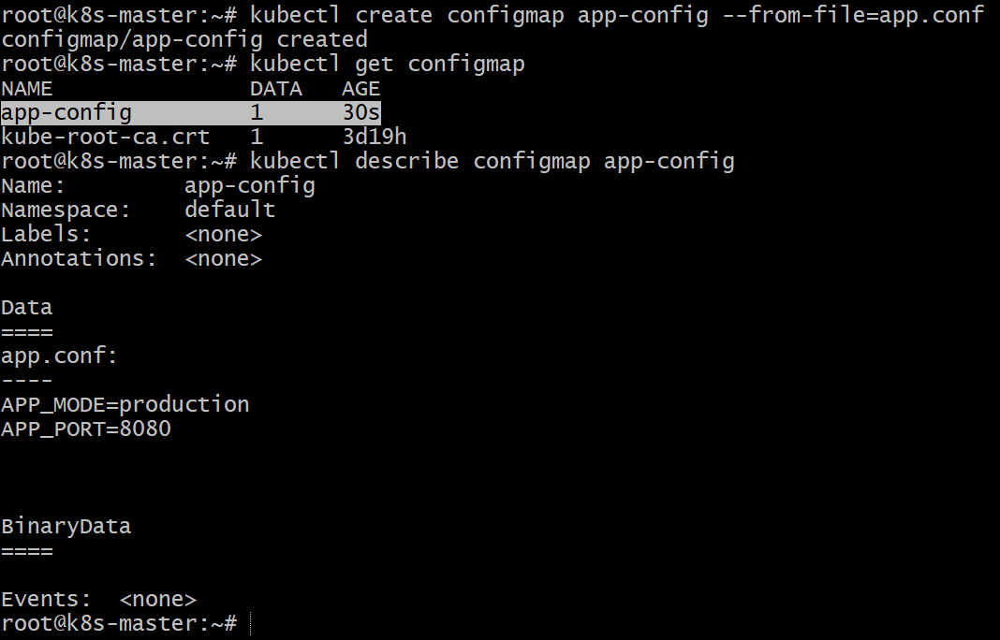 root@k8s-master:~# kubectl create configmap app-config --from-file=app.conf
configmap/app-config created
root@k8s-master:~# kubectl get configmap
NAME               DATA   AGE
app-config         1      30s
kube-root-ca.crt   1      3d19h
root@k8s-master:~# kubectl describe configmap app-config
Name:         app-config
Namespace:    default
Labels:       <none>
Annotations:  <none>

Data
====
app.conf:
----
APP_MODE=production
APP_PORT=8080



BinaryData
====

Events:  <none>
root@k8s-master:~#